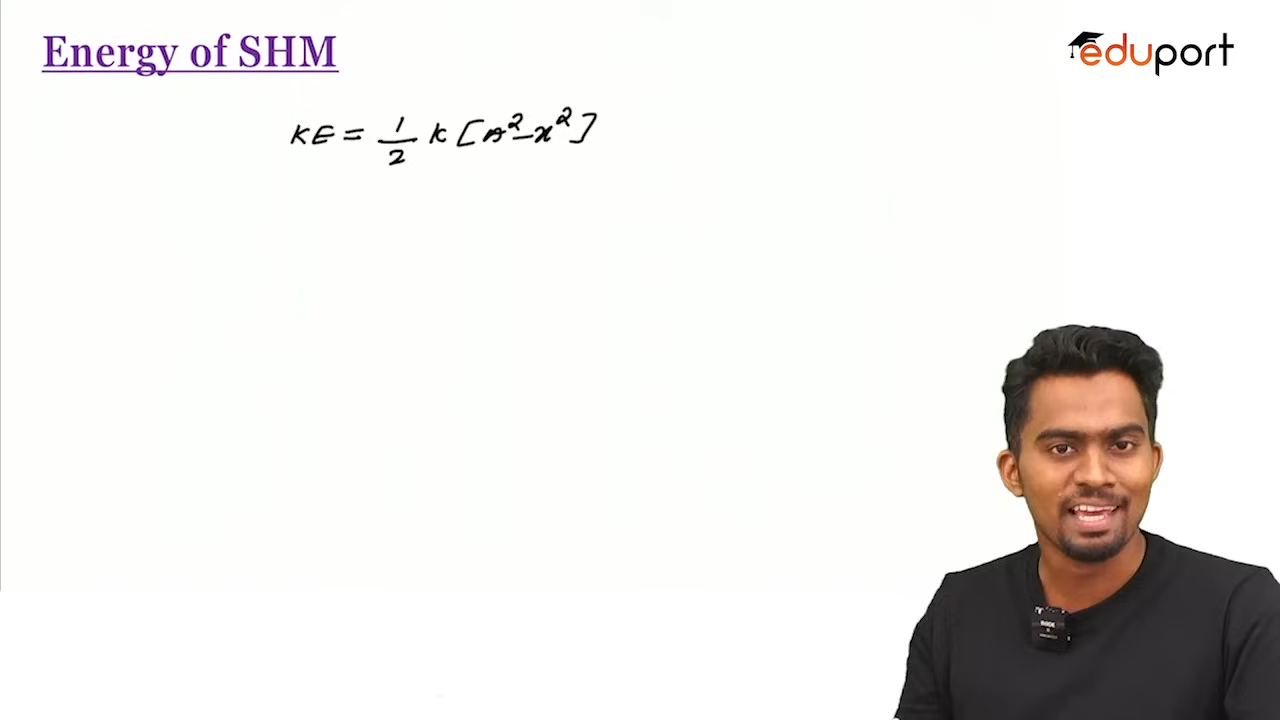 Energy of SHM
eduport
KE = 1/2 k [A² - x²]